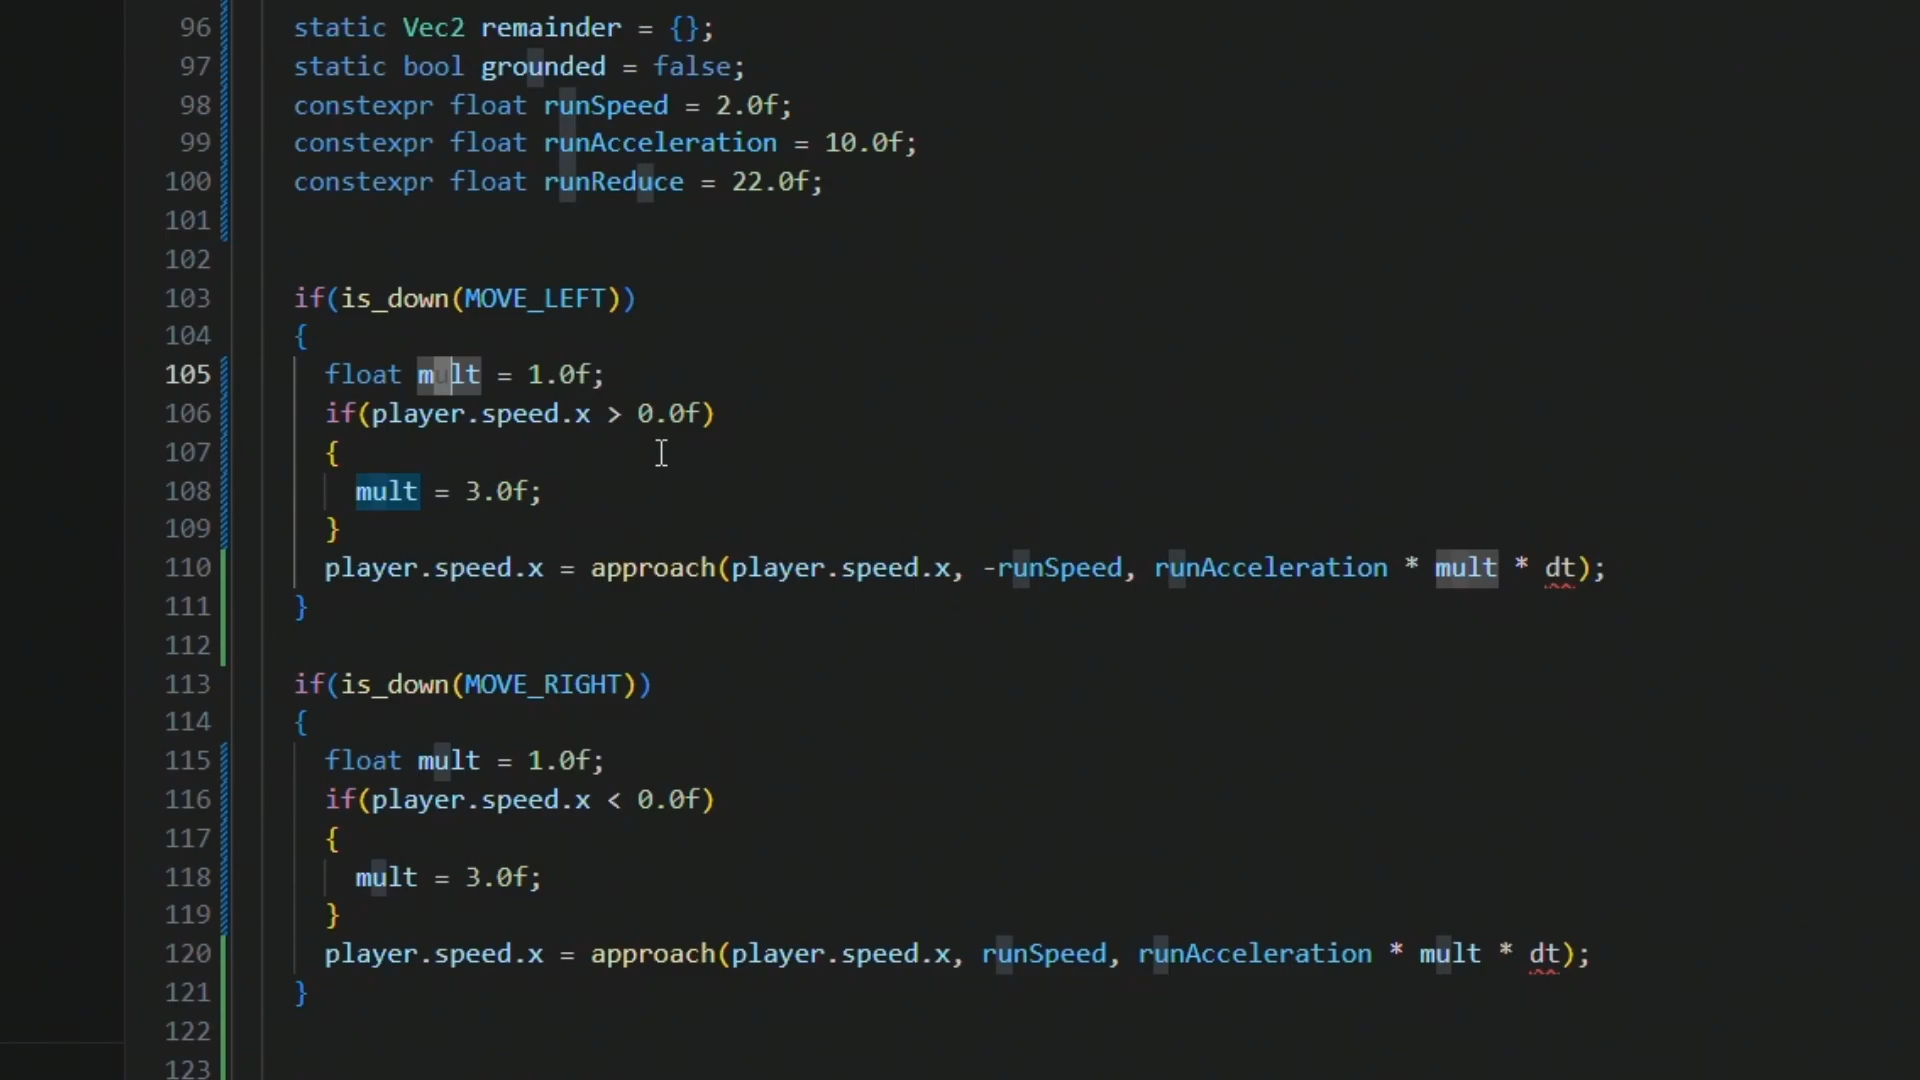 96 static Vec2 remainder = {};
97 static bool grounded = false;
98 constexpr float runSpeed = 2.0f;
99 constexpr float runAcceleration = 10.0f;
100 constexpr float runReduce = 22.0f;
101
102
103 if(is_down(MOVE_LEFT))
104 {
105 float mult = 1.0f;
106 if(player.speed.x > 0.0f)
107 {
108 mult = 3.0f;
109 }
110 player.speed.x = approach(player.speed.x, -runSpeed, runAcceleration * mult * dt);
111 }
112
113 if(is_down(MOVE_RIGHT))
114 {
115 float mult = 1.0f;
116 if(player.speed.x < 0.0f)
117 {
118 mult = 3.0f;
119 }
120 player.speed.x = approach(player.speed.x, runSpeed, runAcceleration * mult * dt);
121 }
122
123